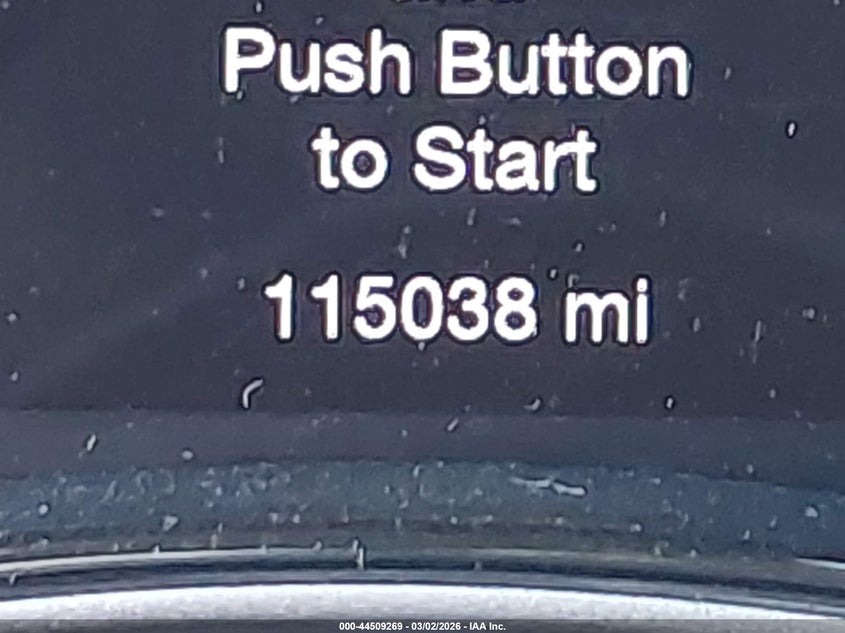 Push Button
to Start
115038 mi
000-44509269 - 03/02/2026 - IAA Inc.